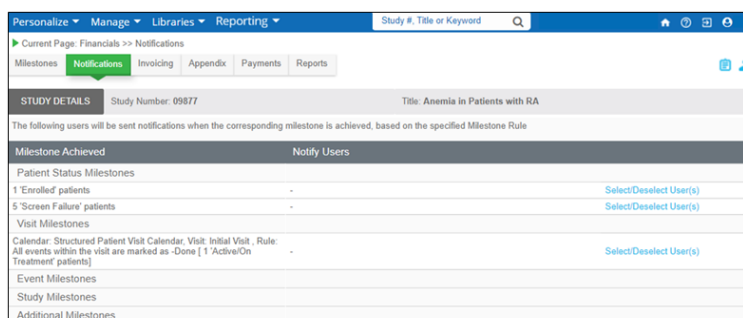 Personalize Manage Libraries Reporting Study #, Title or Keyword
Current Page: Financials >> Notifications
Milestones Notifications Invoicing Appendix Payments Reports
STUDY DETAILS Study Number: 09877 Title: Anemia in Patients with RA
The following users will be sent notifications when the corresponding milestone is achieved, based on the specified Milestone Rule
Milestone Achieved Notify Users
Patient Status Milestones
1 'Enrolled' patients - Select/Deselect User(s)
5 'Screen Failure' patients - Select/Deselect User(s)
Visit Milestones
Calendar: Structured Patient Visit Calendar, Visit: Initial Visit , Rule:
All events within the visit are marked as -Done [ 1 'Active/On - Select/Deselect User(s)
Treatment' patients]
Event Milestones
Study Milestones
Additional Milestones